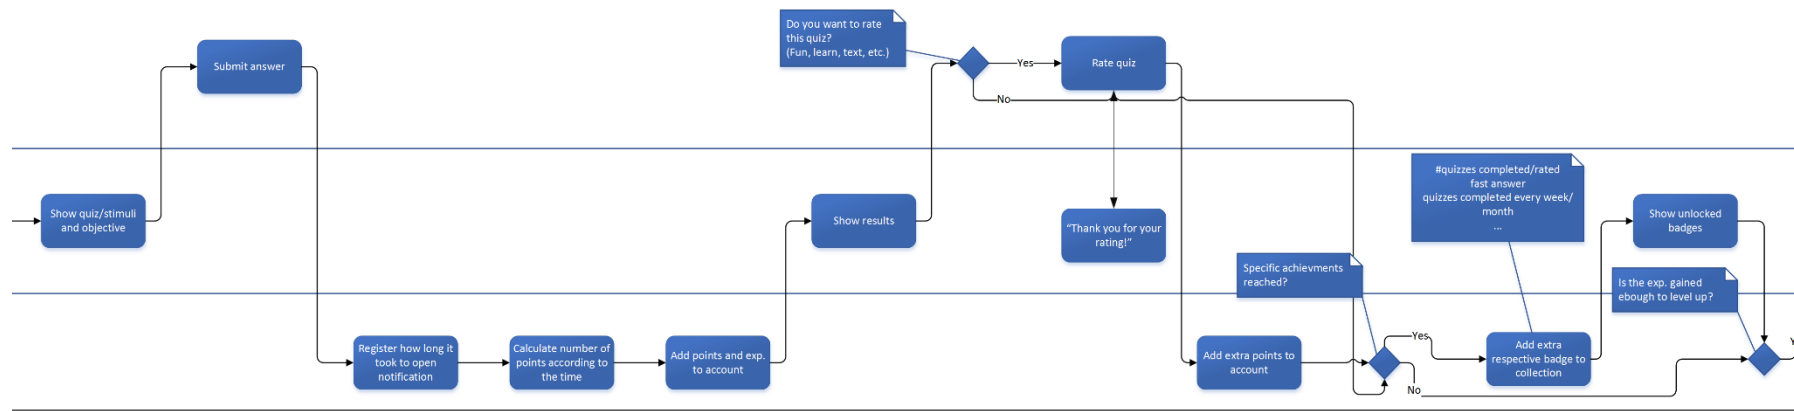 Do you want to rate
this quiz?
(Fun, learn, text, etc.)
Submit answer
Yes
Rate quiz
No
#quizzes completed/rated
fast answer
quizzes completed every week/
month
...
Show quiz/stimuli
and objective
Show results
"Thank you for your
rating!"
Show unlocked
badges
Specific achievments
reached?
Is the exp. gained
ebough to level up?
Register how long it
took to open
notification
Calculate number of
points according to
the time
Add points and exp.
to account
Add extra points to
account
Yes
No
Add extra
respective badge to
collection